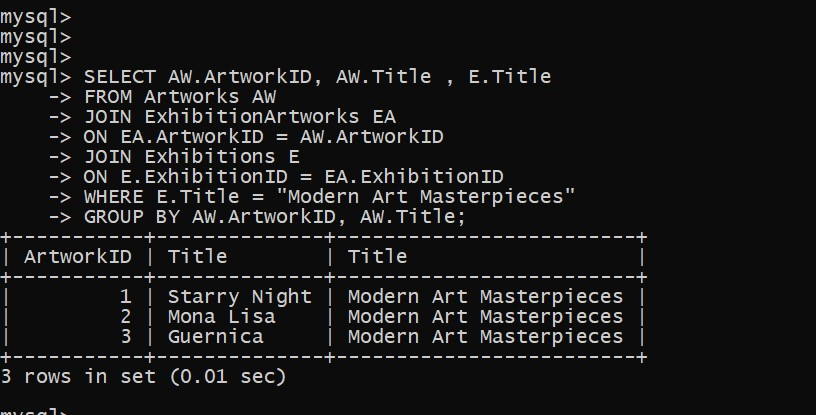 mysql>
mysql>
mysql>
mysql> SELECT AW.ArtworkID, AW.Title , E.Title
    -> FROM Artworks AW
    -> JOIN ExhibitionArtworks EA
    -> ON EA.ArtworkID = AW.ArtworkID
    -> JOIN Exhibitions E
    -> ON E.ExhibitionID = EA.ExhibitionID
    -> WHERE E.Title = "Modern Art Masterpieces"
    -> GROUP BY AW.ArtworkID, AW.Title;
+-----------+--------------+-------------------------+
| ArtworkID | Title        | Title                   |
+-----------+--------------+-------------------------+
|         1 | Starry Night | Modern Art Masterpieces |
|         2 | Mona Lisa    | Modern Art Masterpieces |
|         3 | Guernica     | Modern Art Masterpieces |
+-----------+--------------+-------------------------+
3 rows in set (0.01 sec)
mysql>